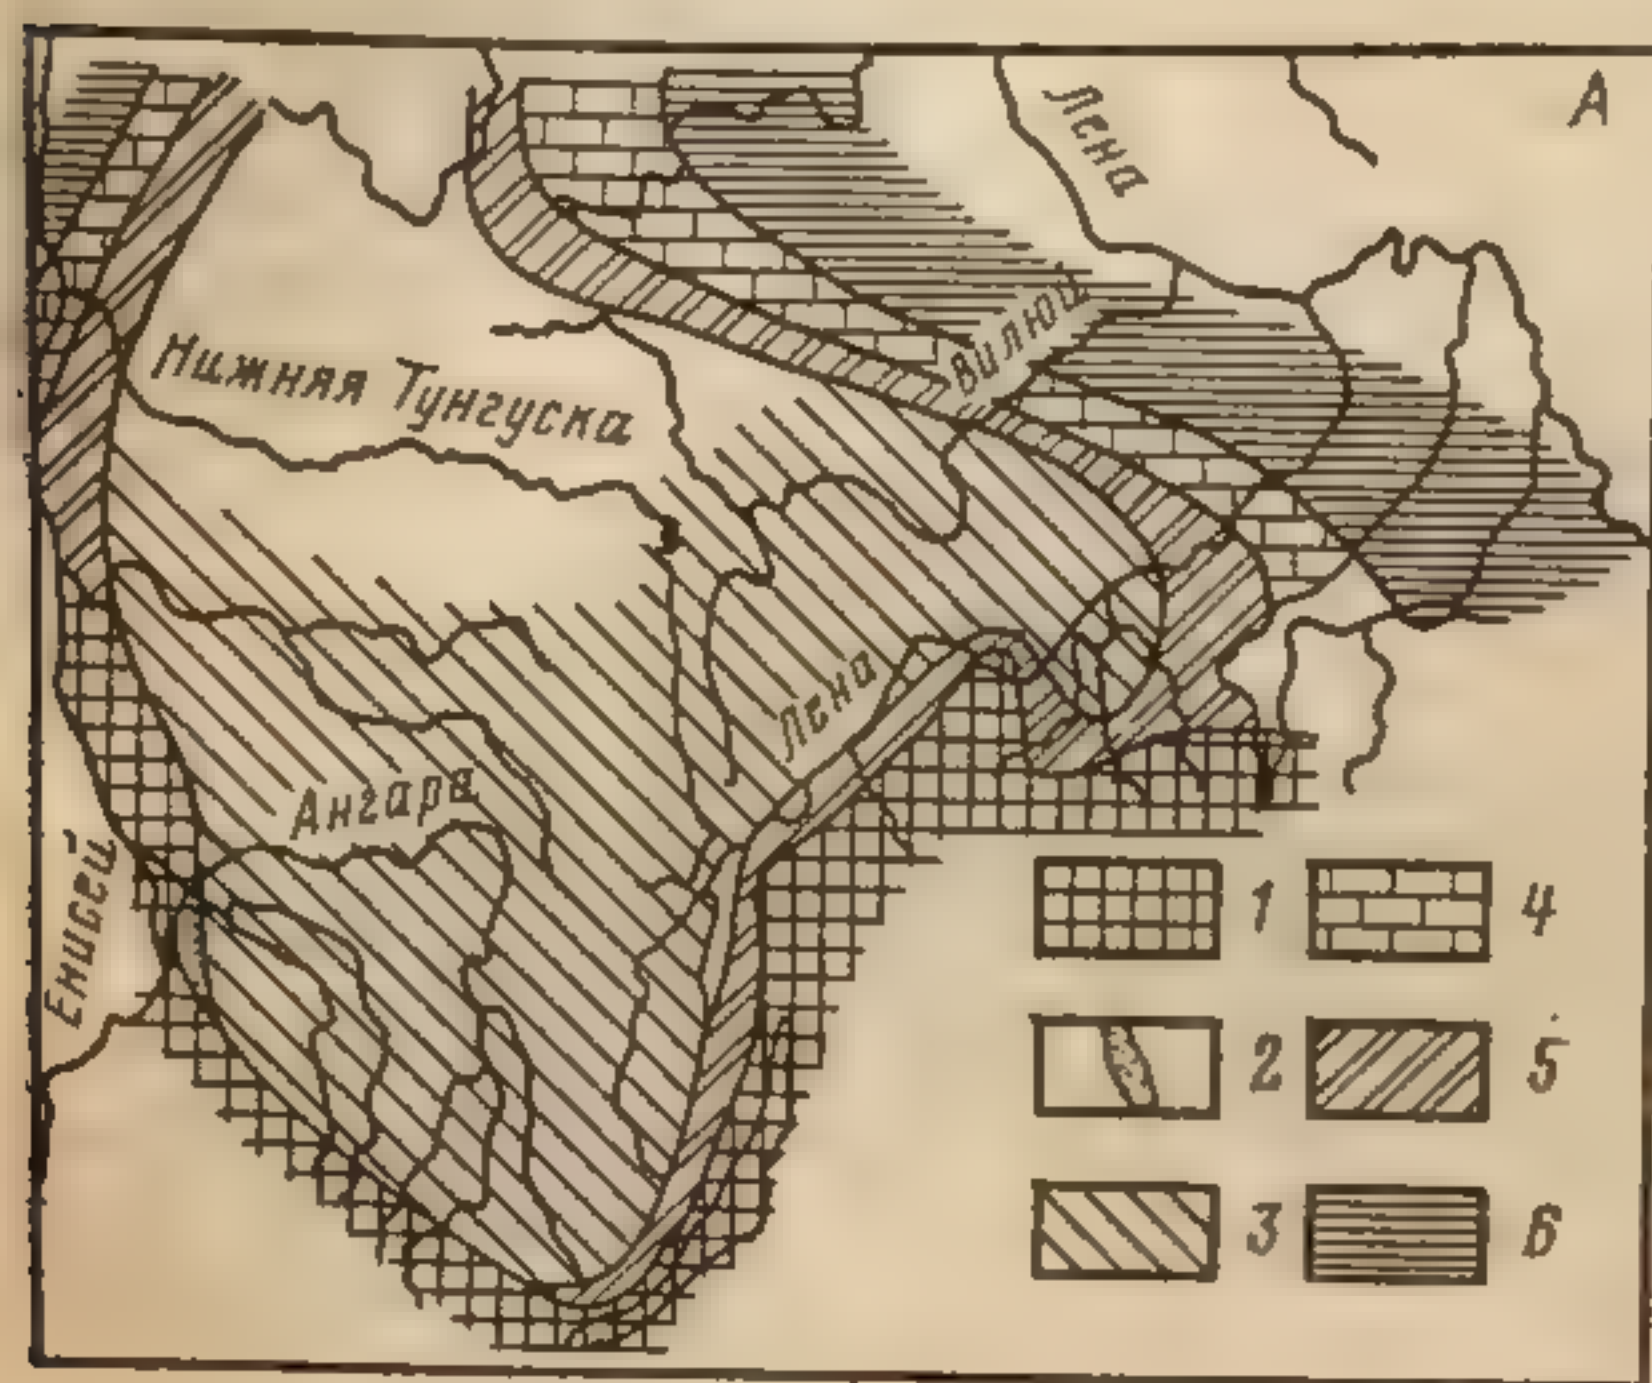 А
Лена
Вилюй
Нижняя Тунгуска
Лена
Ангара
Енисей
1 4
2 5
3 6